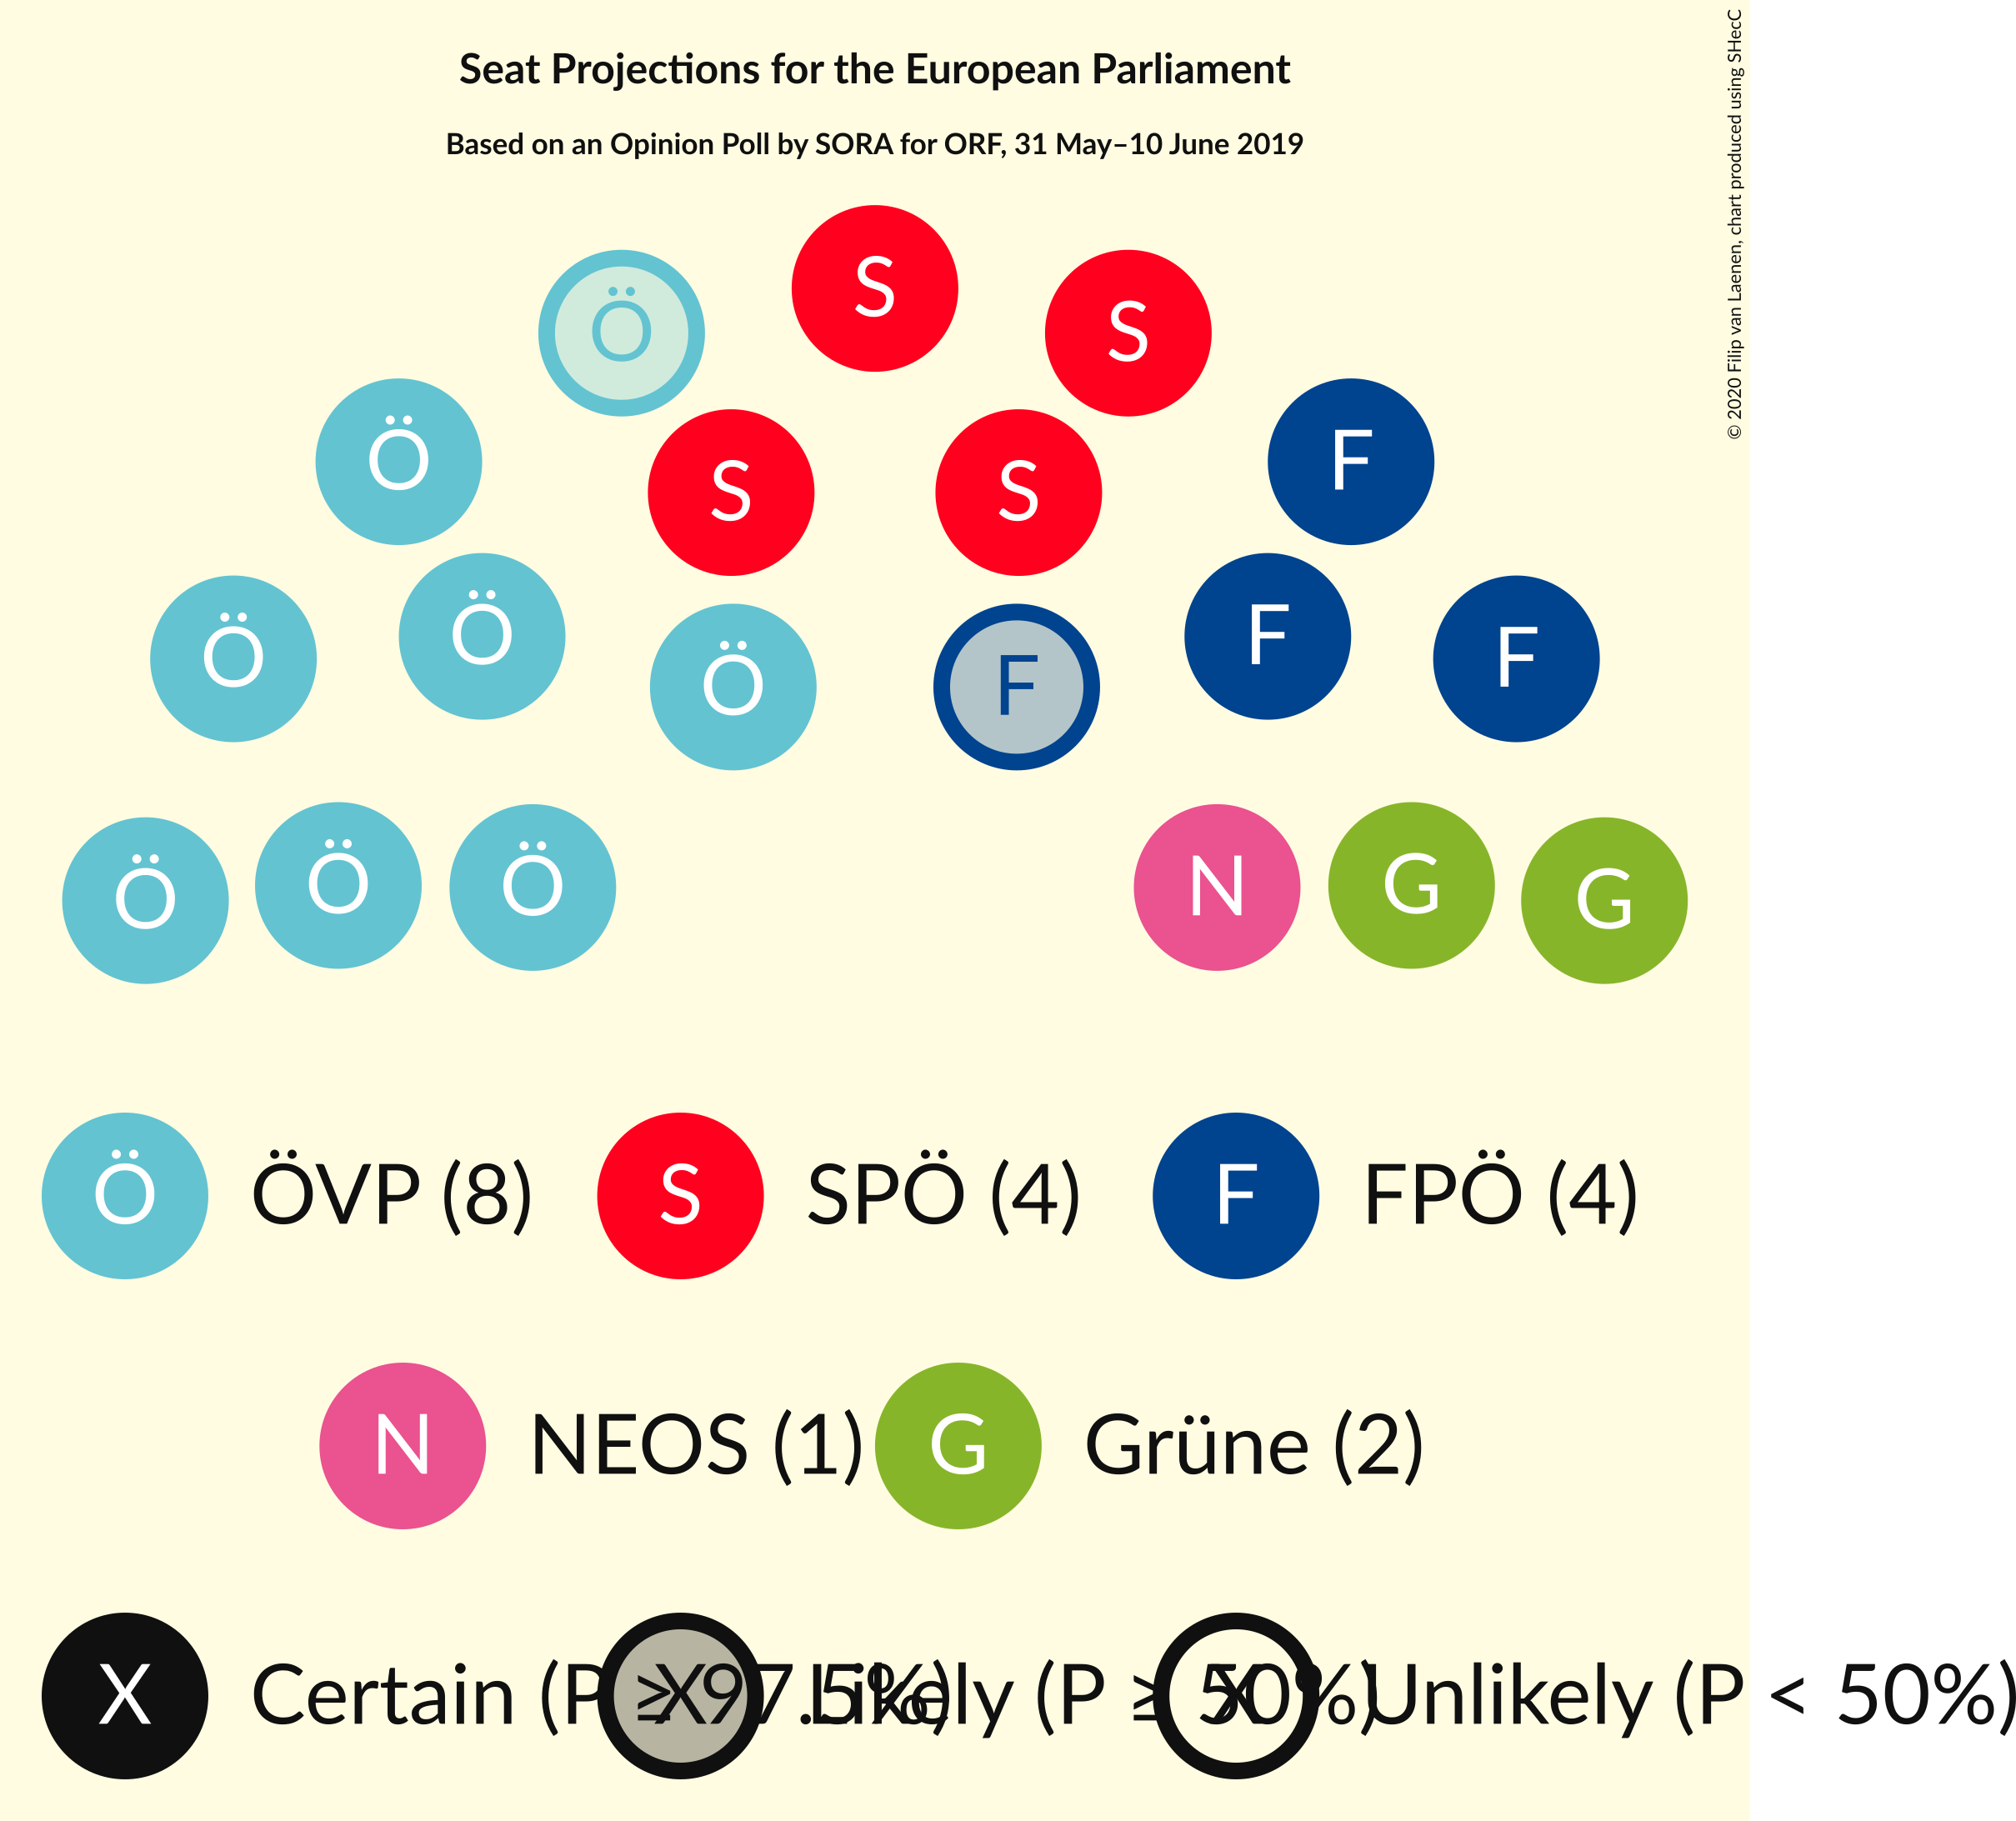 Seat Projections for the European Parliament
Based on an Opinion Poll by SORA for ORF, 31 May–10 June 2019
© 2020 Filip van Laenen, chart produced using SHecC
S
Ö S
Ö F
S S
Ö F
Ö F
Ö F
Ö Ö Ö N G G
Ö ÖVP (8) S SPÖ (4) F FPÖ (4)
N NEOS (1) G Grüne (2)
X Certain (P ≥ 97.5%) X Likely (P ≥ 50%) X Unlikely (P < 50%)